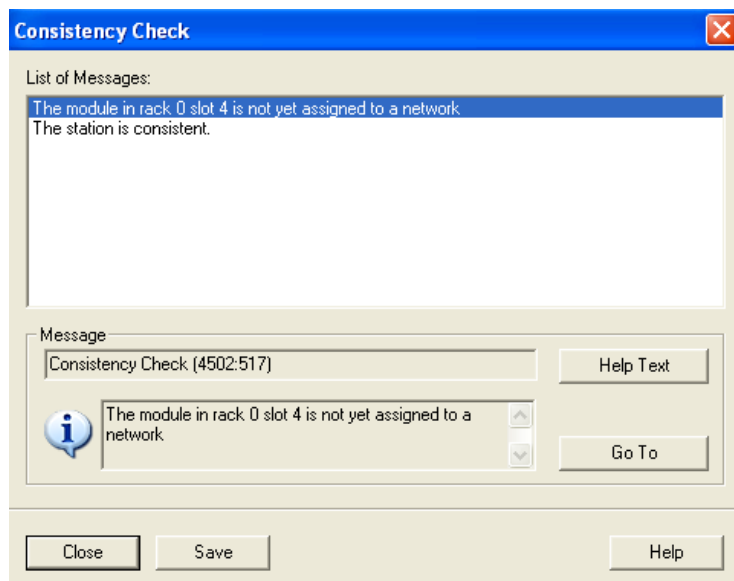 Consistency Check
List of Messages:
The module in rack 0 slot 4 is not yet assigned to a network
The station is consistent.
Message
Consistency Check (4502:517)
Help Text
The module in rack 0 slot 4 is not yet assigned to a
network
Go To
Close
Save
Help